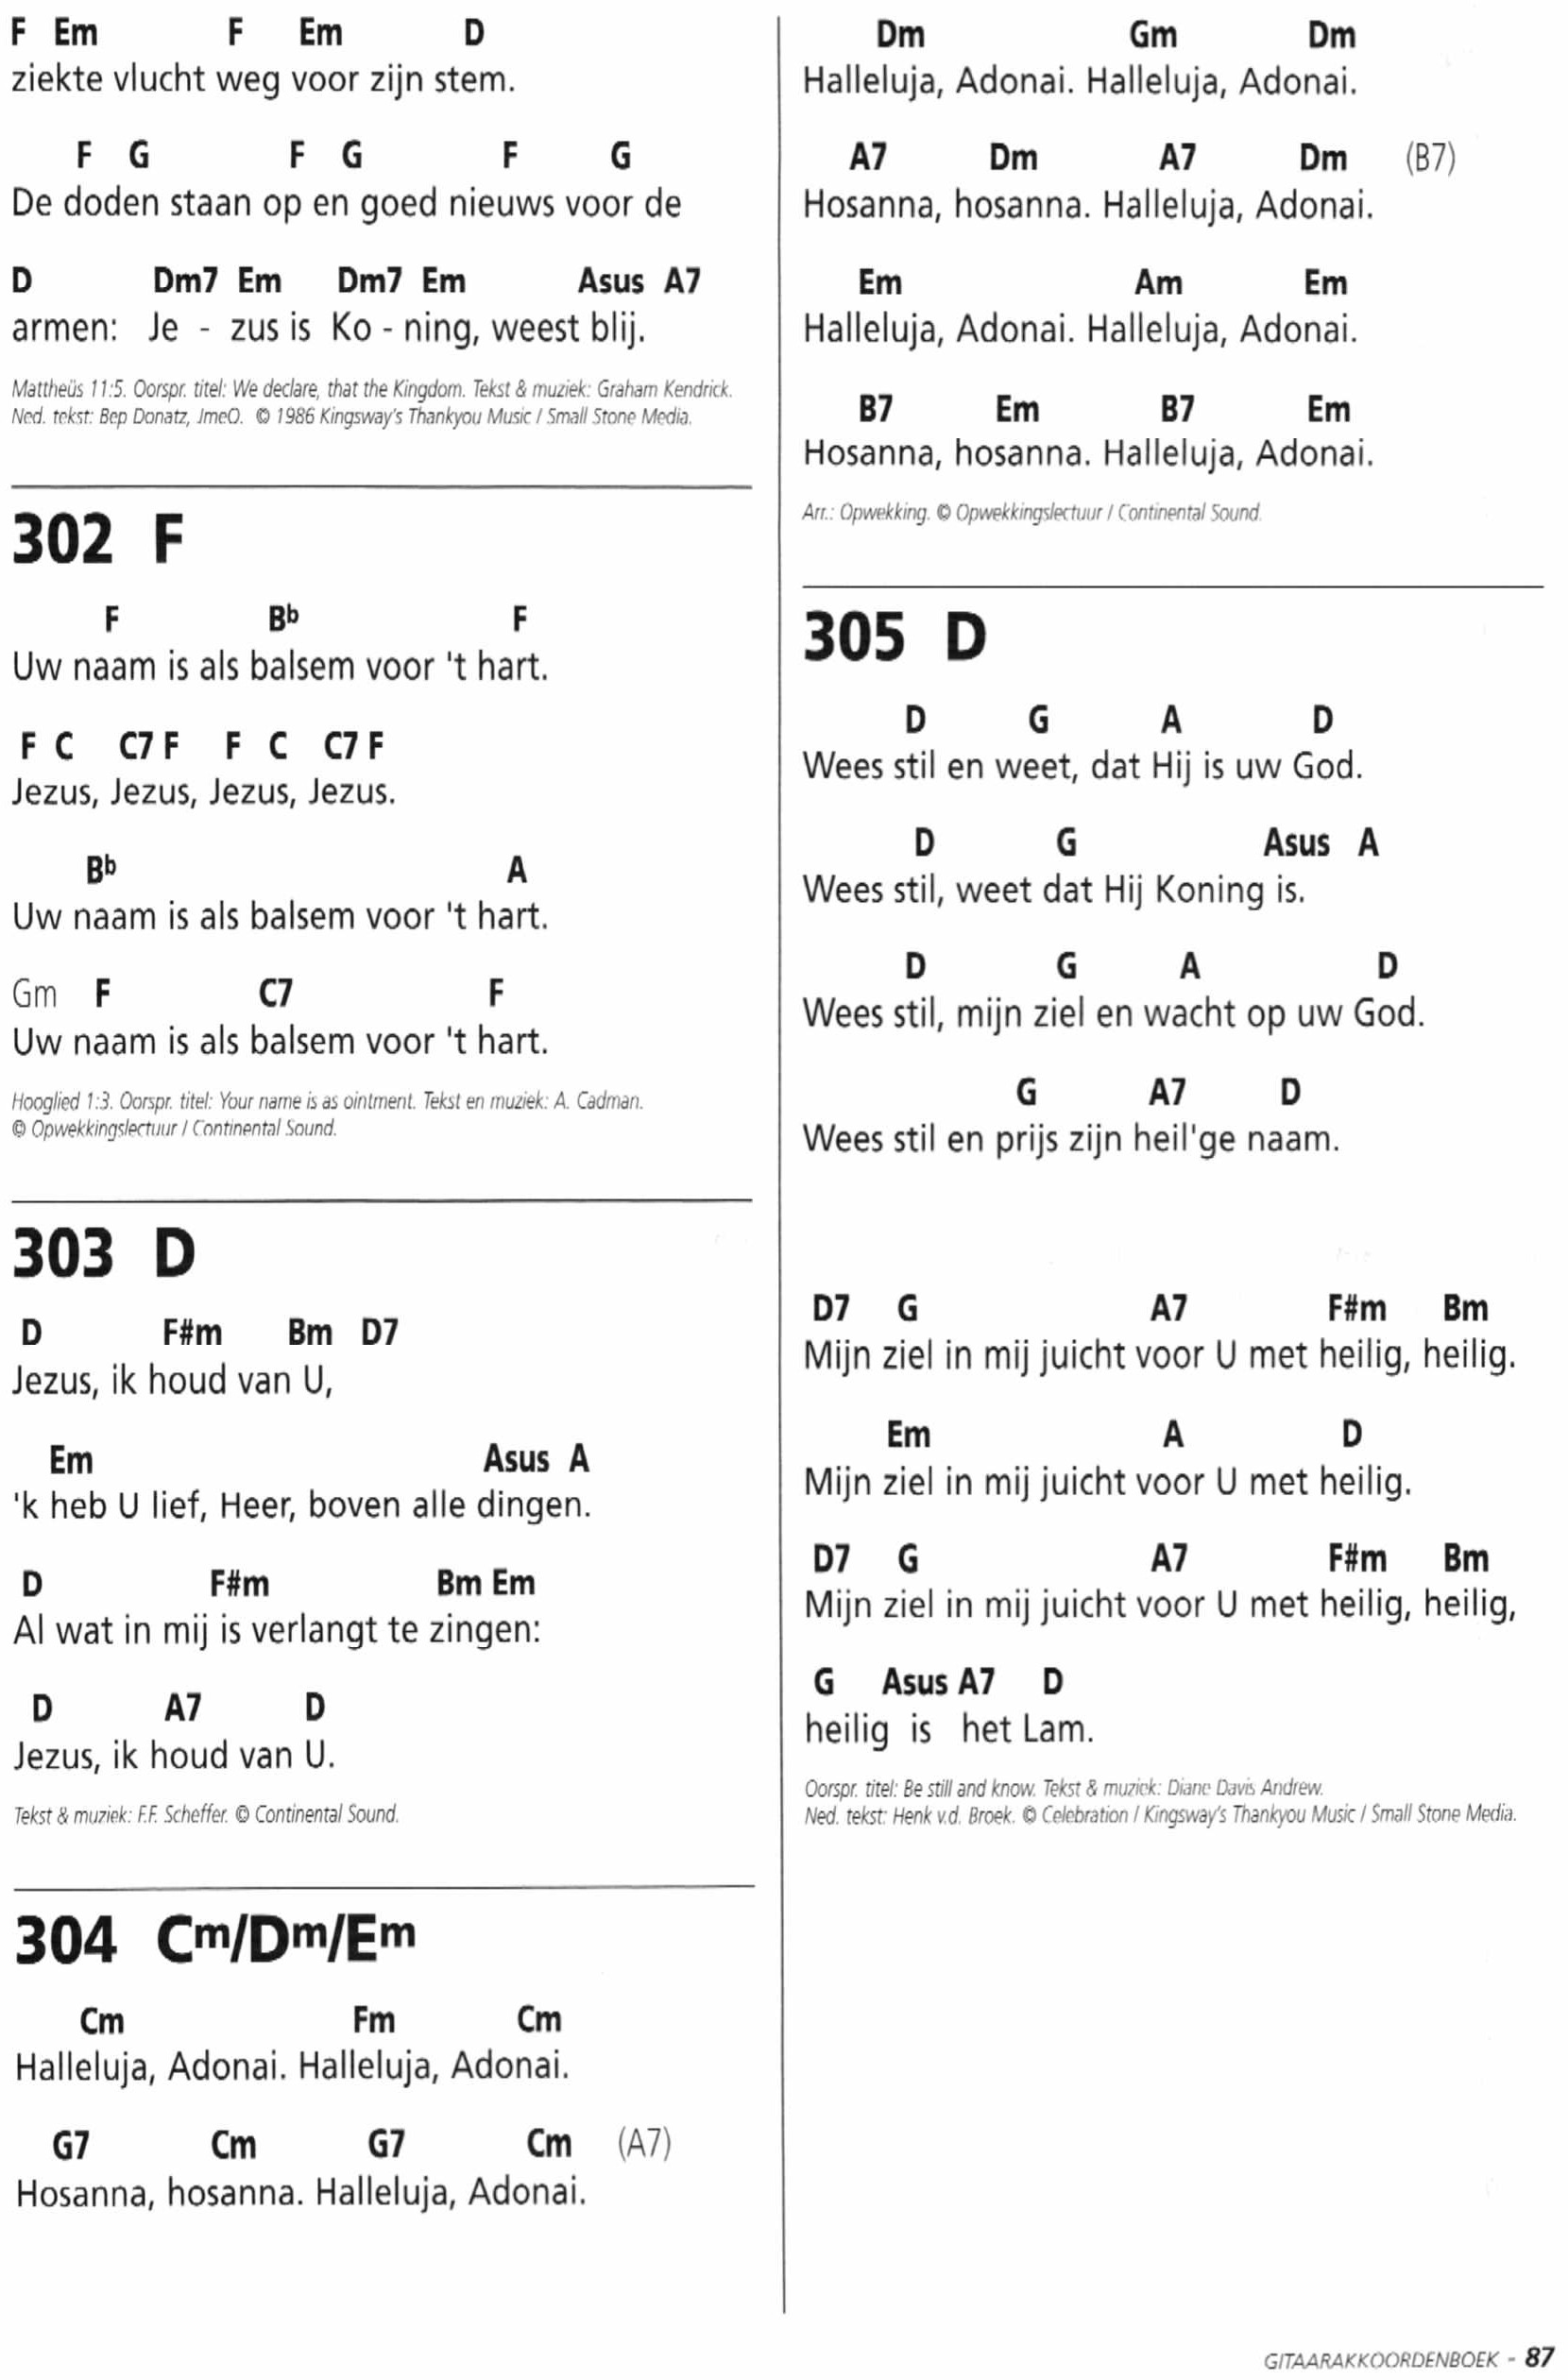 F Em F Em D
ziekte vlucht weg voor zijn stem.
F G F G F G
De doden staan op en goed nieuws voor de
D Dm7 Em Dm7 Em Asus A7
armen: Je - zus is Ko - ning, weest blij.
Mattheüs 11:5. Oorspr. titel: We declare, that the Kingdom. Tekst & muziek: Graham Kendrick.
Ned. tekst: Bep Donatz, JmeO. © 1986 Kingsway's Thankyou Music / Small Stone Media.
302 F
F Bb F
Uw naam is als balsem voor 't hart.
F C C7 F F C C7 F
Jezus, Jezus, Jezus, Jezus.
Bb A
Uw naam is als balsem voor 't hart.
Gm F C7 F
Uw naam is als balsem voor 't hart.
Hooglied 1:3. Oorspr. titel: Your name is as ointment. Tekst en muziek: A. Cadman.
© Opwekkingslectuur / Continental Sound.
303 D
D F#m Bm D7
Jezus, ik houd van U,
Em Asus A
'k heb U lief, Heer, boven alle dingen.
D F#m Bm Em
Al wat in mij is verlangt te zingen:
D A7 D
Jezus, ik houd van U.
Tekst & muziek: F.F. Scheffer. © Continental Sound.
304 Cm/Dm/Em
Cm Fm Cm
Halleluja, Adonai. Halleluja, Adonai.
G7 Cm G7 Cm (A7)
Hosanna, hosanna. Halleluja, Adonai.
Dm Gm Dm
Halleluja, Adonai. Halleluja, Adonai.
A7 Dm A7 Dm (B7)
Hosanna, hosanna. Halleluja, Adonai.
Em Am Em
Halleluja, Adonai. Halleluja, Adonai.
B7 Em B7 Em
Hosanna, hosanna. Halleluja, Adonai.
Arr.: Opwekking. © Opwekkingslectuur / Continental Sound.
305 D
D G A D
Wees stil en weet, dat Hij is uw God.
D G Asus A
Wees stil, weet dat Hij Koning is.
D G A D
Wees stil, mijn ziel en wacht op uw God.
G A7 D
Wees stil en prijs zijn heil'ge naam.
D7 G A7 F#m Bm
Mijn ziel in mij juicht voor U met heilig, heilig.
Em A D
Mijn ziel in mij juicht voor U met heilig.
D7 G A7 F#m Bm
Mijn ziel in mij juicht voor U met heilig, heilig,
G Asus A7 D
heilig is het Lam.
Oorspr. titel: Be still and know. Tekst & muziek: Diane Davis Andrew.
Ned. tekst: Henk v.d. Broek. © Celebration / Kingsway's Thankyou Music / Small Stone Media.
GITAARAKKOORDENBOEK - 87